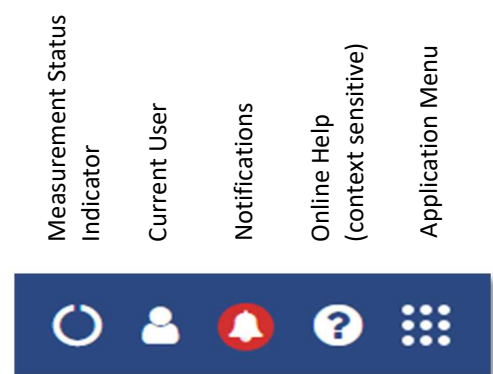 Measurement Status
Indicator
Current User
Notifications
Online Help
(context sensitive)
Application Menu
?